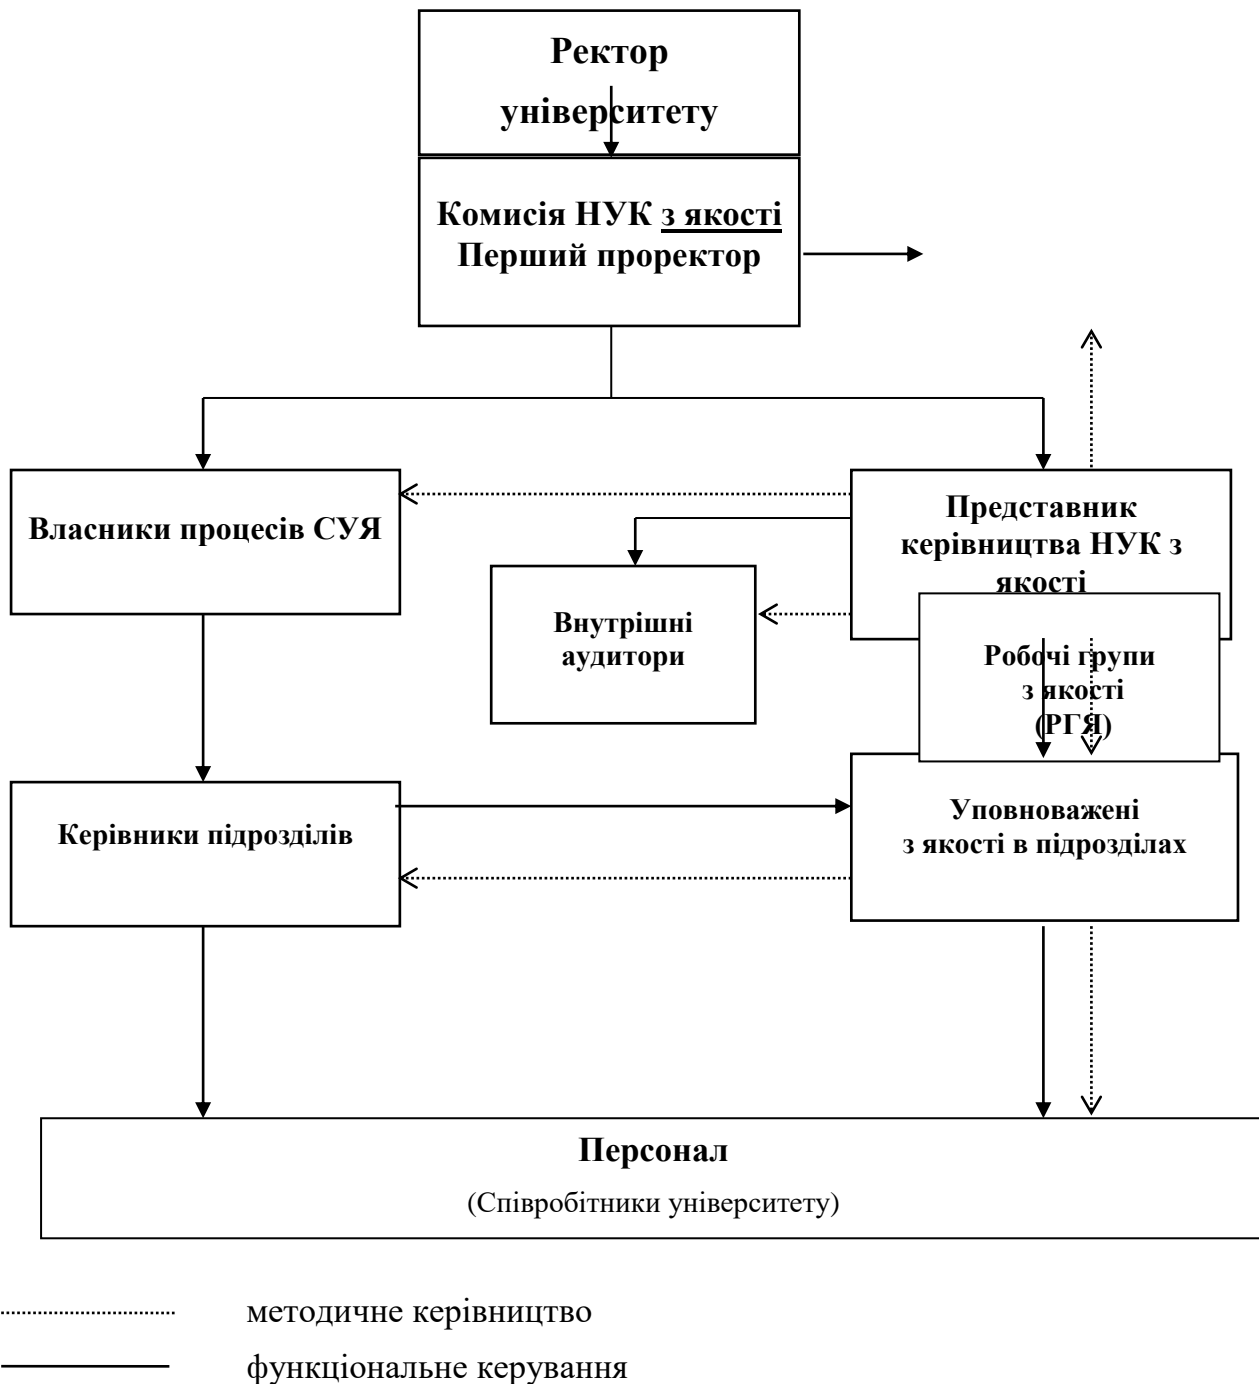 Ректор
університету
Комисія НУК з якості
Перший проректор
Власники процесів СУЯ
Представник
керівництва НУК з
якості
Внутрішні
аудитори
Робочі групи
з якості
(РГЯ)
Керівники підрозділів
Уповноважені
з якості в підрозділах
Персонал
(Співробітники університету)
методичне керівництво
функціональне керування